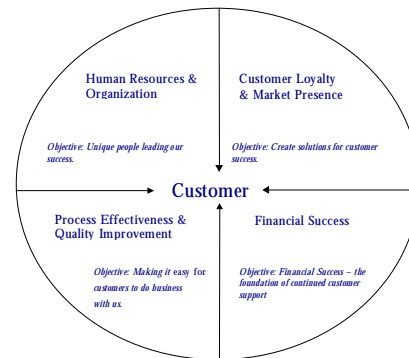 Human Resources &
Organization
Customer Loyalty
& Market Presence
Objective: Unique people leading our
success.
Objective: Create solutions for customer
success.
Customer
Process Effectiveness &
Quality Improvement
Financial Success
Objective: Making it easy for
customers to do business
with us.
Objective: Financial Success – the
foundation of continued customer
support